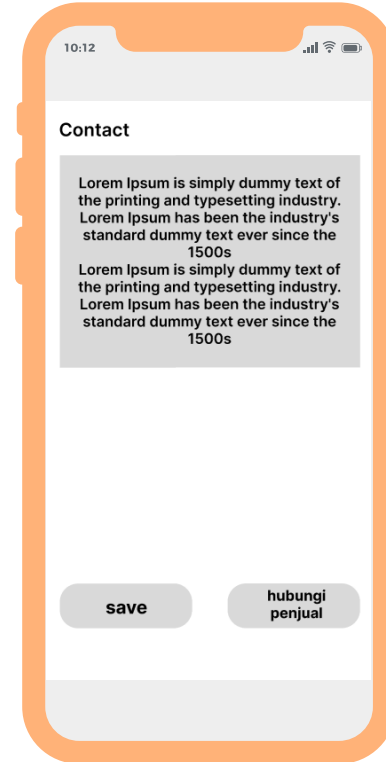 10:12
Contact
Lorem Ipsum is simply dummy text of
the printing and typesetting industry.
Lorem Ipsum has been the industry's
standard dummy text ever since the
1500s
Lorem Ipsum is simply dummy text of
the printing and typesetting industry.
Lorem Ipsum has been the industry's
standard dummy text ever since the
1500s
save
hubungi
penjual